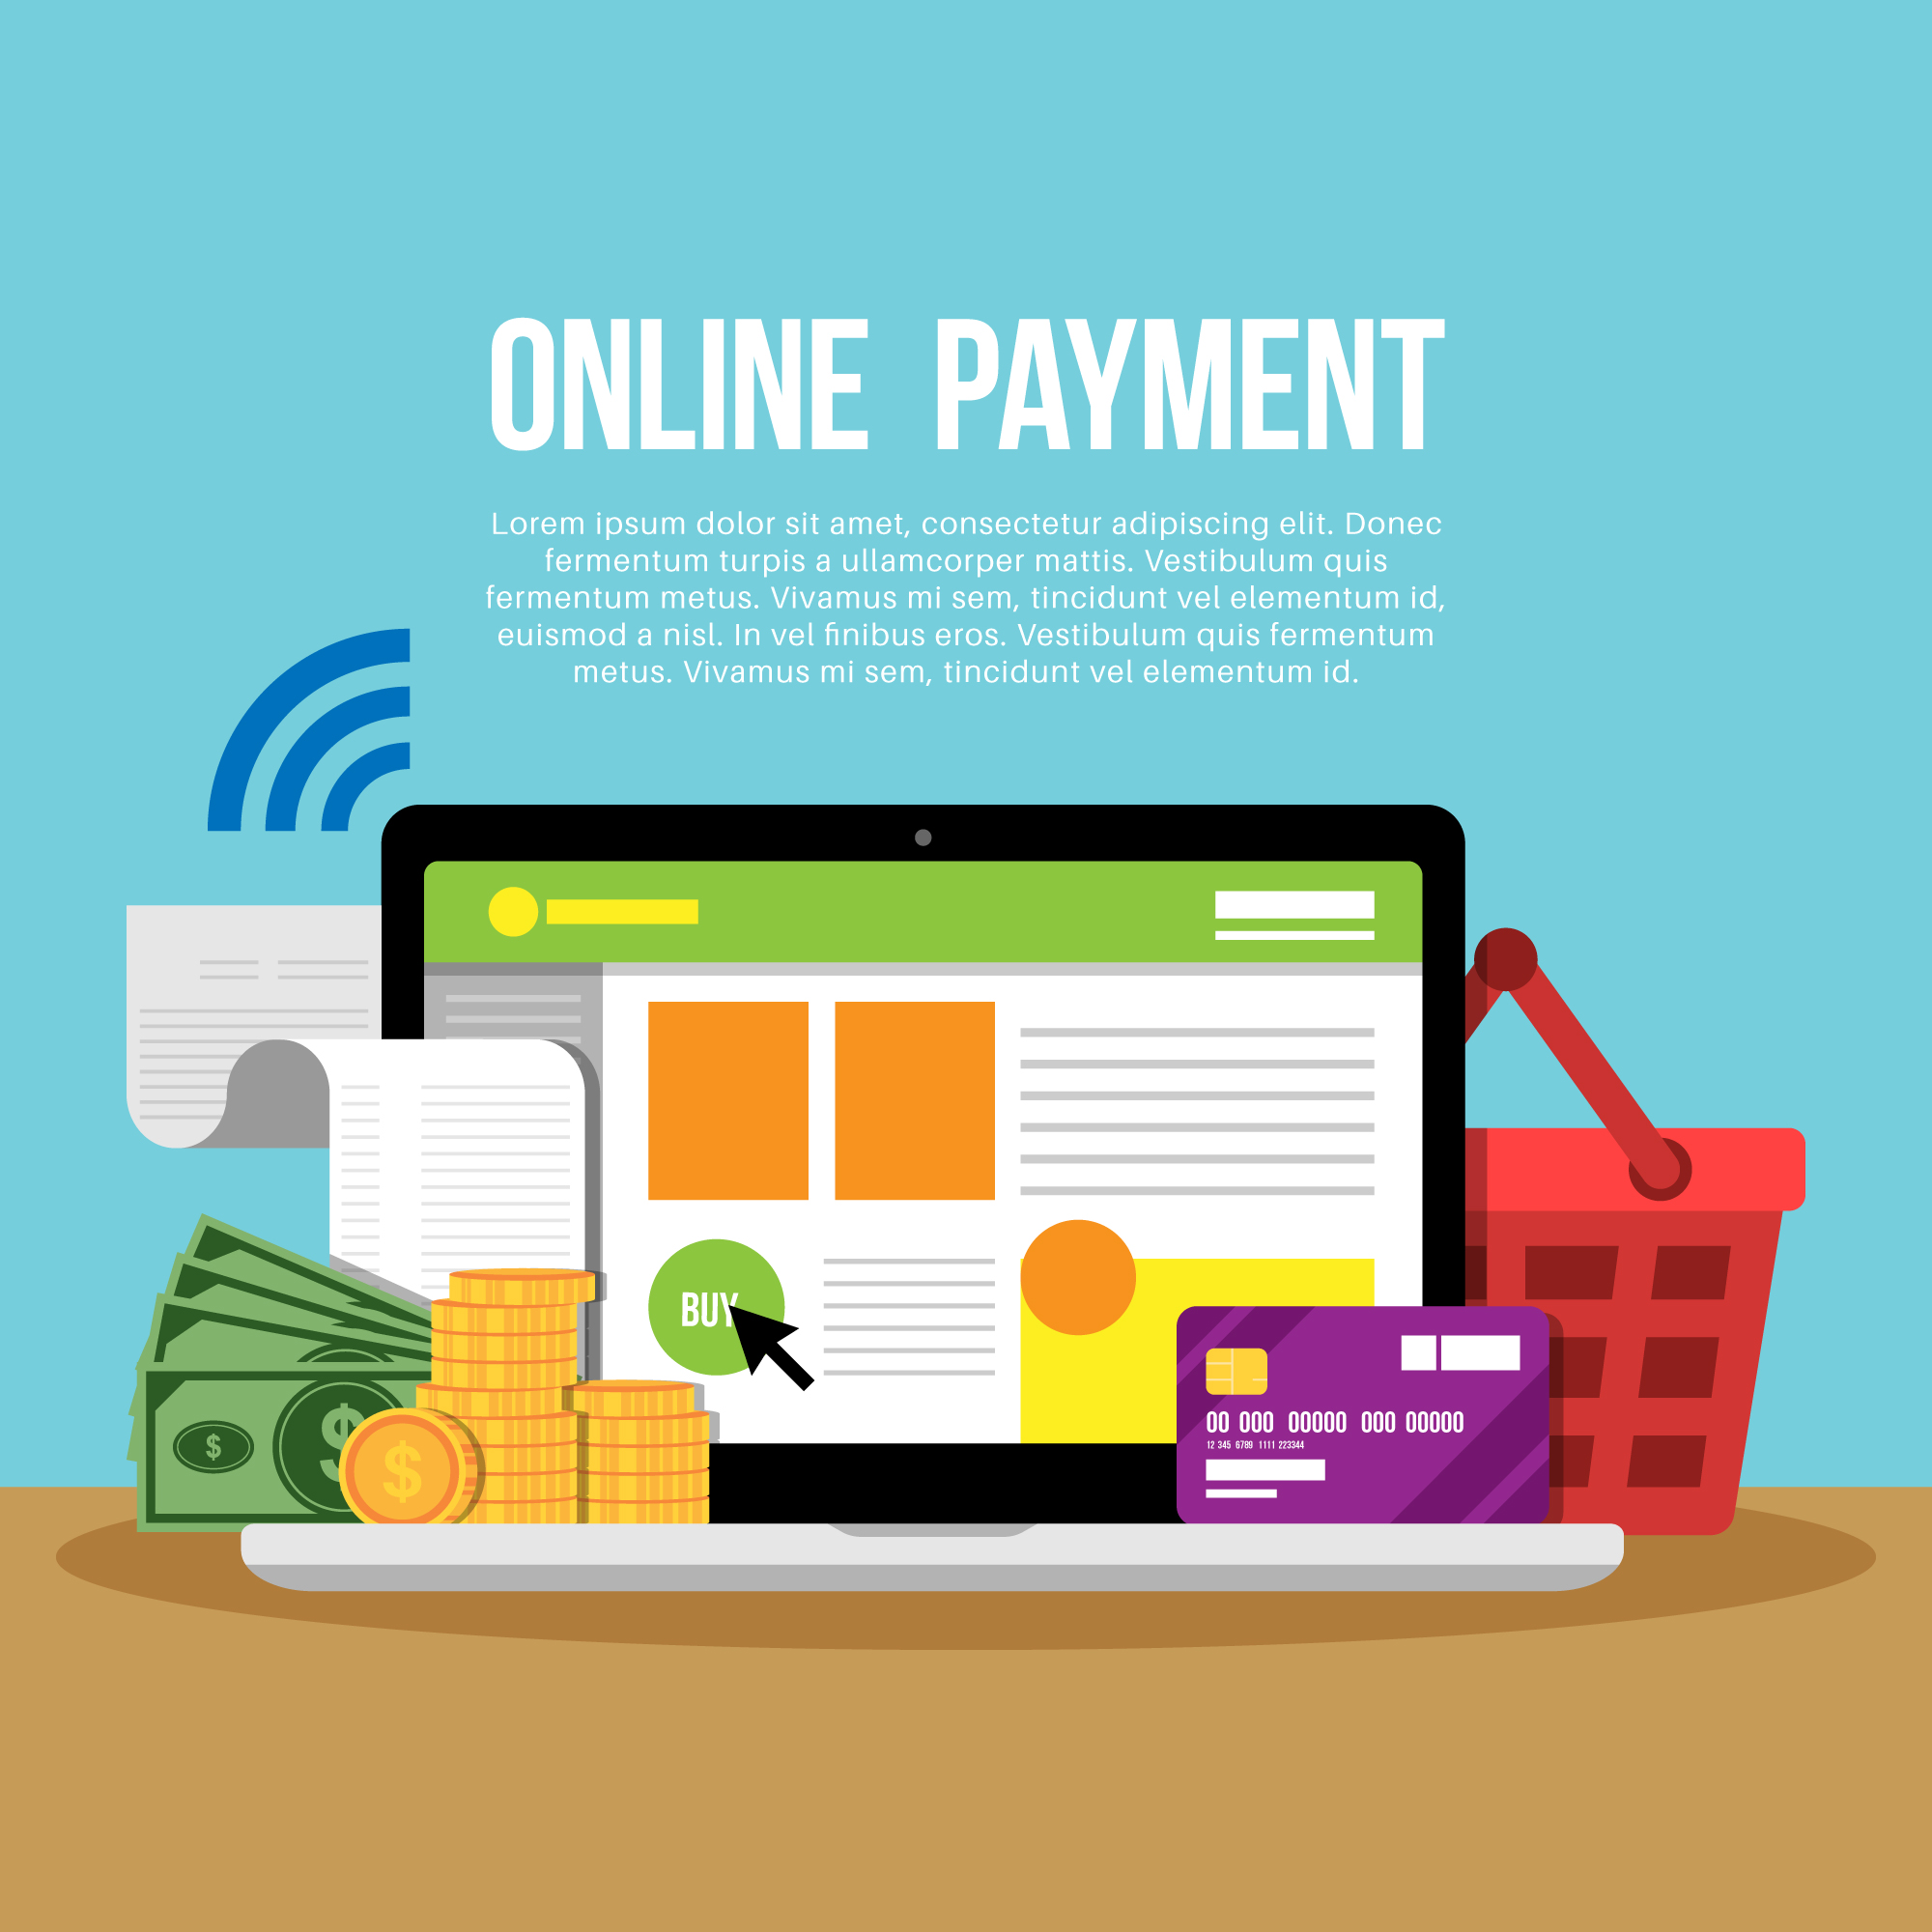 ONLINE PAYMENT
Lorem ipsum dolor sit amet, consectetur adipiscing elit. Donec
fermentum turpis a ullamcorper mattis. Vestibulum quis
fermentum metus. Vivamus mi sem, tincidunt vel elementum id,
euismod a nisl. In vel finibus eros. Vestibulum quis fermentum
metus. Vivamus mi sem, tincidunt vel elementum id.
BUY
$ $ $
00 000 00000 000 00000
12 345 6789 1111 223344